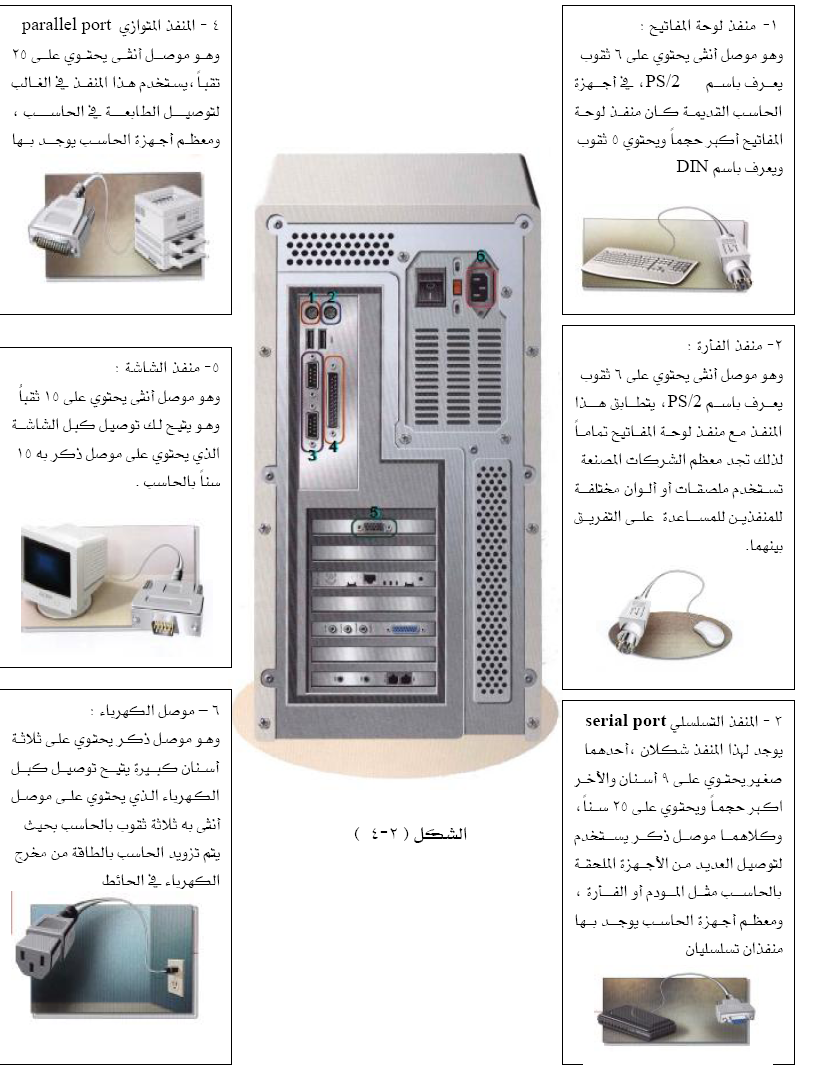 ١- منفذ لوحة المفاتيح :
وهو موصل أنثى يحتوي على ٦ ثقوب
يعرف باسم PS/2، في أجهزة
الحاسب القديمة كان منفذ لوحة
المفاتيح أكبر حجماً ويحتوي ٥ ثقوب
ويعرف باسم DIN
٢- منفذ الفأرة :
وهو موصل أنثى يحتوي على ٦ ثقوب
يعرف باسم PS/2، يتطابق هذا
المنفذ مع منفذ لوحة المفاتيح تماماً
لذلك تجد معظم الشركات المصنعة
تستخدم ملصقات أو ألوان مختلفة
للمنفذين للمساعدة على التفريق
بينهما.
٣ - المنفذ التسلسلي serial port
يوجد لهذا المنفذ شكلان ،أحدهما
صغير يحتوي على ٩ أسنان والأخر
اكبر حجماً ويحتوي على ٢٥ سناً،
وكلاهما موصل ذكر يستخدم
لتوصيل العديد من الأجهزة الملحقة
بالحاسب مثل المودم أو الفأرة ،
ومعظم أجهزة الحاسب يوجد بها
منفذان تسلسليان
٤ - المنفذ المتوازي parallel port
وهو موصل أنثى يحتوي على ٢٥
ثقباً ،يستخدم هذا المنفذ في الغالب
لتوصيل الطابعة في الحاسب ،
ومعظم أجهزة الحاسب يوجد بها
٥- منفذ الشاشة :
وهو موصل أنثى يحتوي على ١٥ ثقباً
وهو يتيح لك توصيل كبل الشاشة
الذي يحتوي على موصل ذكر به ١٥
سناً بالحاسب .
٦ – موصل الكهرباء :
وهو موصل ذكر يحتوي على ثلاثة
أسنان كبيرة يتيح توصيل كبل
الكهرباء الذي يحتوي على موصل
أنثى به ثلاثة ثقوب بالحاسب بحيث
يتم تزويد الحاسب بالطاقة من مخرج
الكهرباء في الحائط
6
1 2
3 4
5
الشكل ( ٢-٤ )